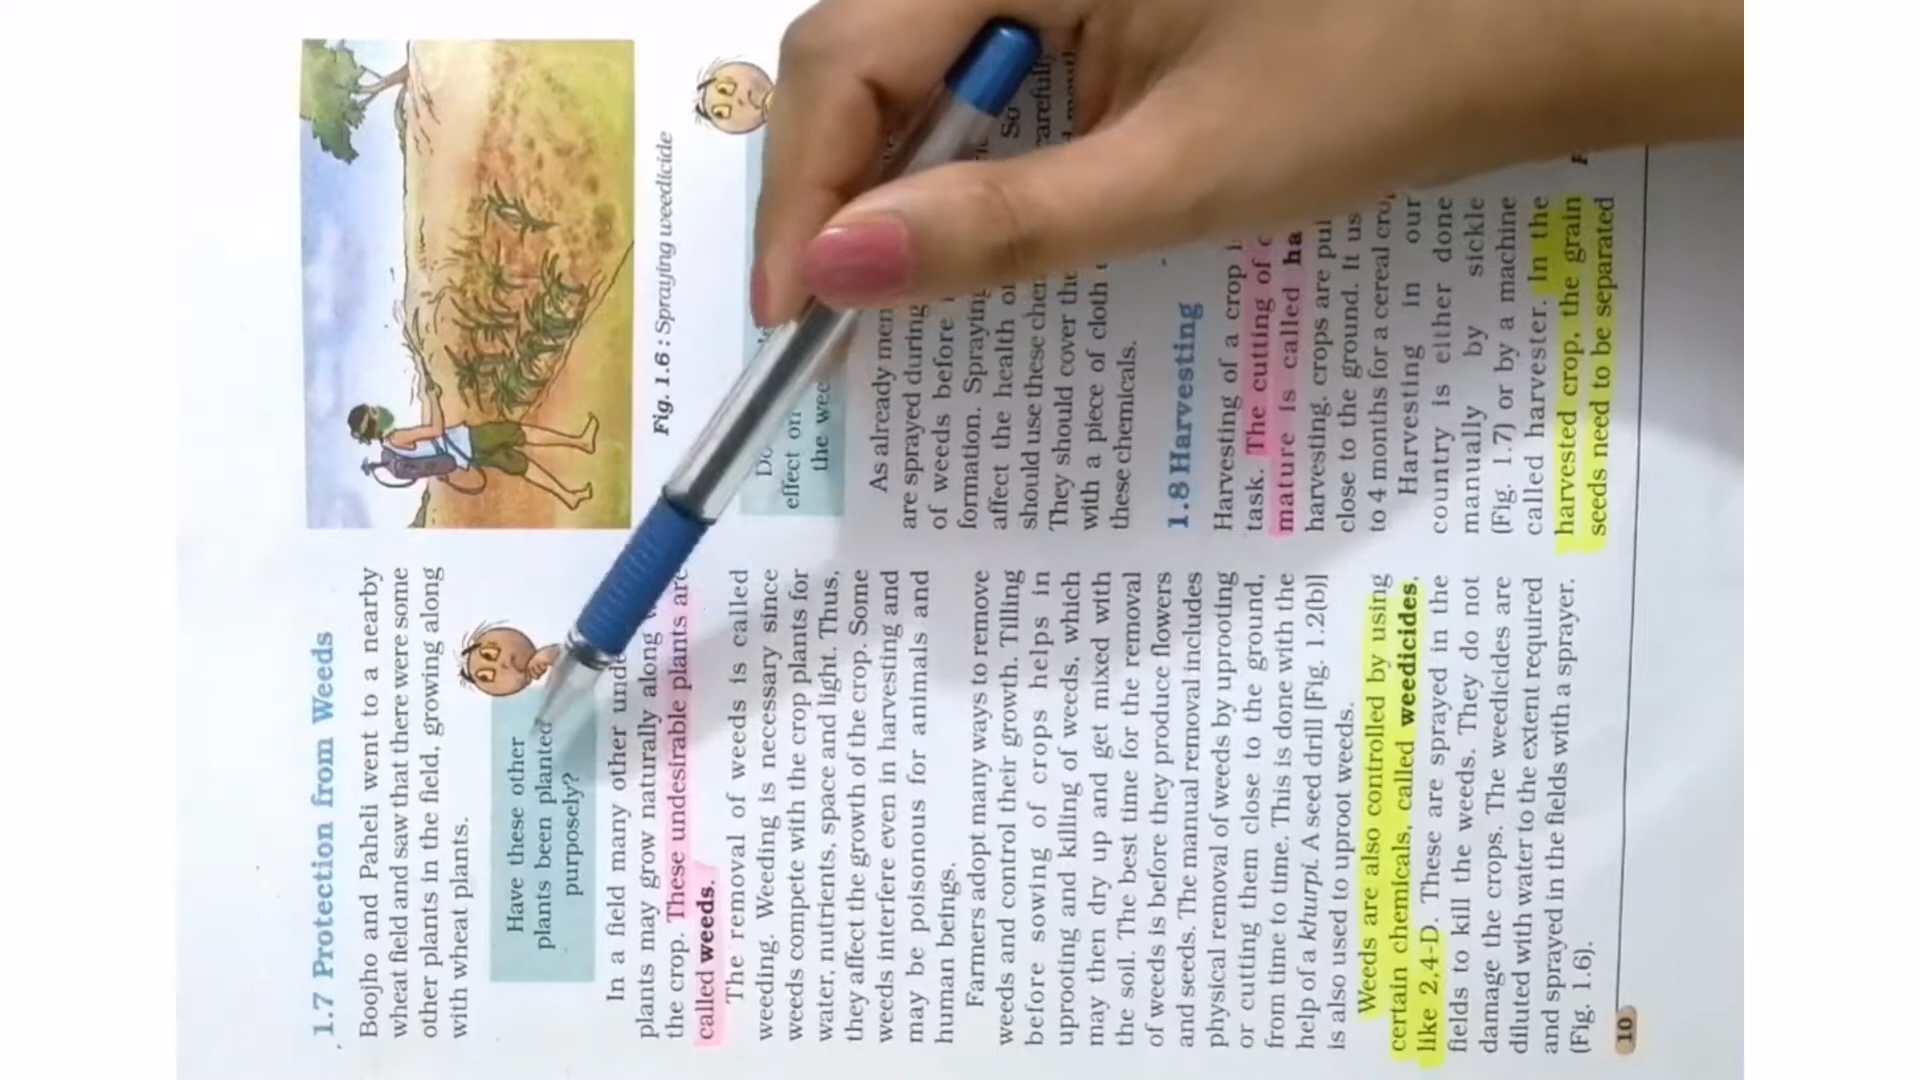 1.7 Protection from Weeds
Boojho and Paheli went to a nearby
wheat field and saw that there were some
other plants in the field, growing along
with wheat plants.
Have these other
plants been planted
purposely?
In a field many other
plants may grow naturally along
the crop. These undesirable plants are
called weeds.
The removal of weeds is called
weeding. Weeding is necessary since
weeds compete with the crop plants for
water, nutrients, space and light. Thus,
they affect the growth of the crop. Some
weeds interfere even in harvesting and
may be poisonous for animals and
human beings.
Farmers adopt many ways to remove
weeds and control their growth. Tilling
before sowing of crops helps in
uprooting and killing of weeds, which
may then dry up and get mixed with
the soil. The best time for the removal
of weeds is before they produce flowers
and seeds. The manual removal includes
physical removal of weeds by uprooting
or cutting them close to the ground,
from time to time. This is done with the
help of a khurpi. A seed drill [Fig. 1.2(b)]
is also used to uproot weeds.
Weeds are also controlled by using
certain chemicals, called weedicides,
like 2,4-D. These are sprayed in the
fields to kill the weeds. They do not
damage the crops. The weedicides are
diluted with water to the extent required
and sprayed in the fields with a sprayer.
(Fig. 1.6).
10
Fig. 1.6 : Spraying weedicide
effect on
the
As already
are sprayed during
of weeds before
formation. Spraying
affect the health
So
should use these
carefully
They should cover
with a piece of cloth
these chemicals.
1.8 Harvesting
Harvesting of a crop
task. The cutting of
mature is called
harvesting, crops are
close to the ground. It
to 4 months for a cereal
Harvesting in our
country is either done
manually by sickle
(Fig. 1.7) or by a machine
called harvester. In the
harvested crop, the grain
seeds need to be separated